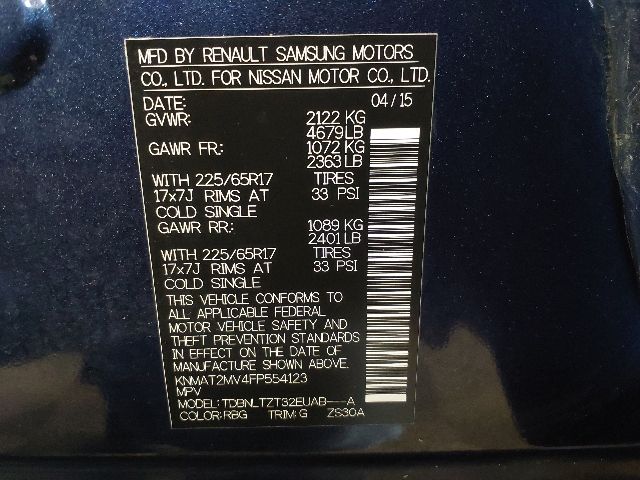 MFD BY RENAULT SAMSUNG MOTORS
CO., LTD. FOR NISSAN MOTOR CO., LTD.
DATE: 04/15
GVWR: 2122 KG
4679LB
GAWR FR: 1072 KG
2363 LB
WITH 225/65R17 TIRES
17x7J RIMS AT 33 PSI
COLD SINGLE
GAWR RR: 1089 KG
2401 LB
WITH 225/65R17 TIRES
17x7J RIMS AT 33 PSI
COLD SINGLE
THIS VEHICLE CONFORMS TO
ALL APPLICABLE FEDERAL
MOTOR VEHICLE SAFETY AND
THEFT PREVENTION STANDARDS
IN EFFECT ON THE DATE OF
MANUFACTURE SHOWN ABOVE.
KNMAT2MV4FP554123
MPV
MODEL:TDBNLTZT32EUAB---A
COLOR:RBG TRIM:G ZS30A